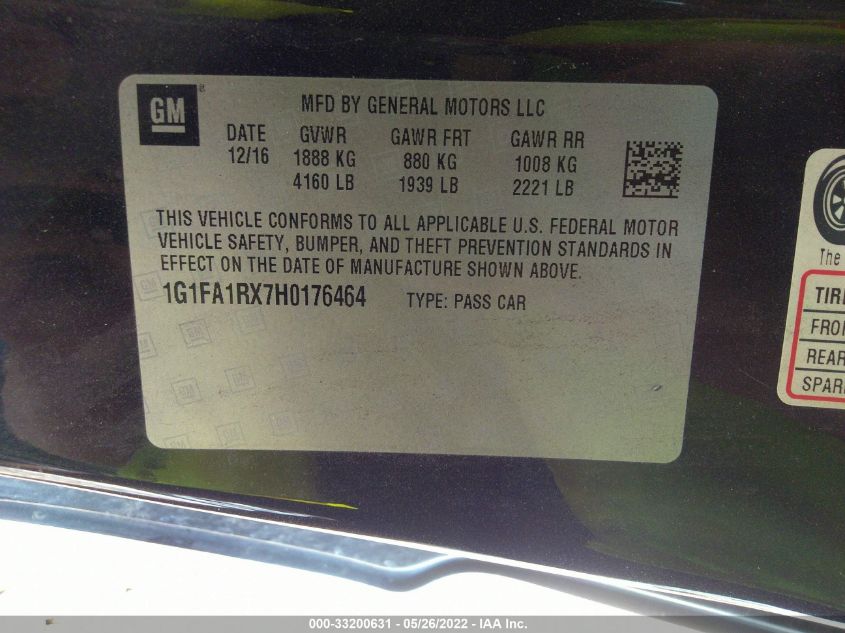 GM
MFD BY GENERAL MOTORS LLC
DATE GVWR GAWR FRT GAWR RR
12/16 1888 KG 880 KG 1008 KG
4160 LB 1939 LB 2221 LB
THIS VEHICLE CONFORMS TO ALL APPLICABLE U.S. FEDERAL MOTOR
VEHICLE SAFETY, BUMPER, AND THEFT PREVENTION STANDARDS IN
EFFECT ON THE DATE OF MANUFACTURE SHOWN ABOVE.
1G1FA1RX7H0176464 TYPE: PASS CAR
The
TIR
FRO
REAR
SPAR
000-33200631 - 05/26/2022 - IAA Inc.